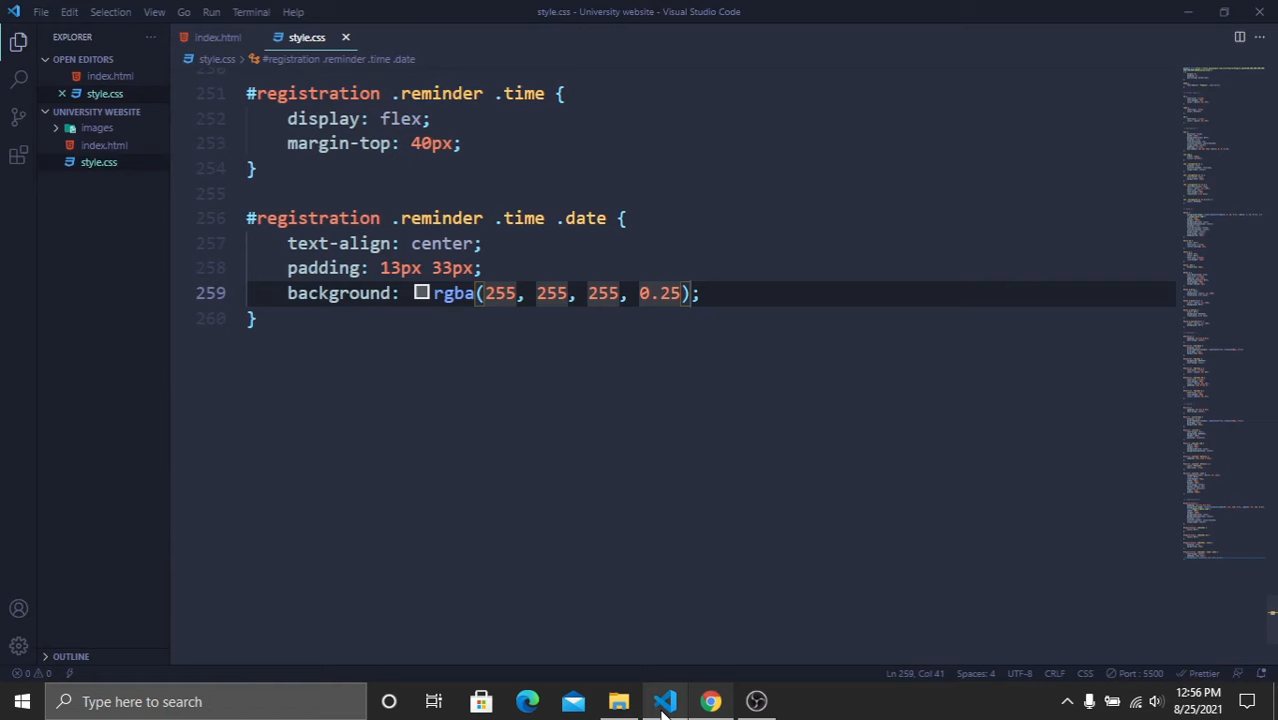 File Edit Selection View Go Run Terminal Help style.css - University website - Visual Studio Code
EXPLORER ··· index.html style.css
OPEN EDITORS style.css > #registration .reminder .time .date
index.html
style.css
UNIVERSITY WEBSITE
images
index.html
style.css
250
251 #registration .reminder .time {
252 display: flex;
253 margin-top: 40px;
254 }
255
256 #registration .reminder .time .date {
257 text-align: center;
258 padding: 13px 33px;
259 background: rgba(255, 255, 255, 0.25);
260 }
OUTLINE
0 0 Ln 259, Col 41 Spaces: 4 UTF-8 CRLF CSS Port : 5500 Prettier
Type here to search
12:56 PM
8/25/2021